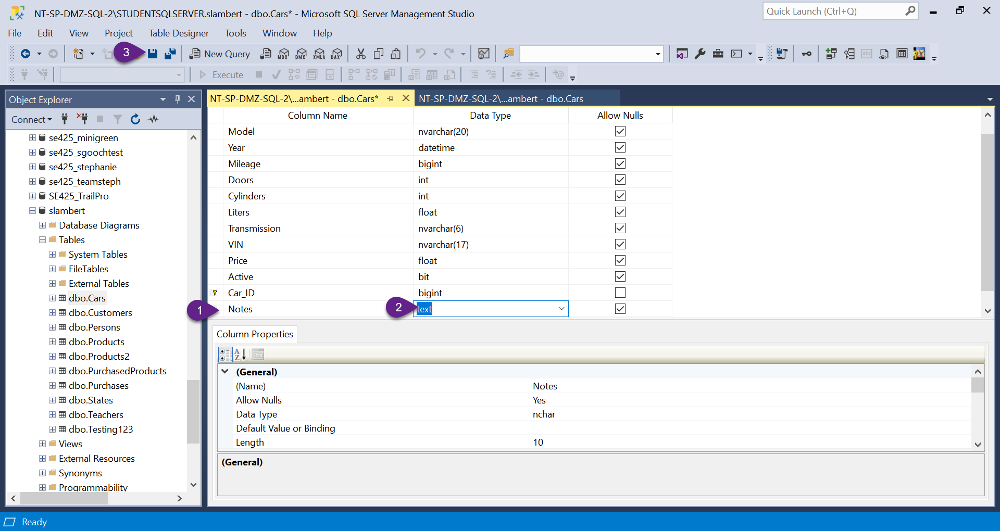 NT-SP-DMZ-SQL-2\STUDENTSQLSERVER.slambert - dbo.Cars* - Microsoft SQL Server Management Studio
Quick Launch (Ctrl+Q)
File Edit View Project Table Designer Tools Window Help
3 New Query MDX DMX XMLA DAX abc
Execute
Object Explorer
Connect
se425_minigreen
se425_sgoochtest
se425_stephanie
se425_teamsteph
SE425_TrailPro
slambert
Database Diagrams
Tables
System Tables
FileTables
External Tables
dbo.Cars
dbo.Customers
dbo.Persons
dbo.Products
dbo.Products2
dbo.PurchasedProducts
dbo.Purchases
dbo.States
dbo.Teachers
dbo.Testing123
Views
External Resources
Synonyms
Programmability
NT-SP-DMZ-SQL-2\...ambert - dbo.Cars* NT-SP-DMZ-SQL-2\...ambert - dbo.Cars
Column Name Data Type Allow Nulls
Model nvarchar(20)
Year datetime
Mileage bigint
Doors int
Cylinders int
Liters float
Transmission nvarchar(6)
VIN nvarchar(17)
Price float
Active bit
Car_ID bigint
1 Notes 2 text
Column Properties
A
Z
(General)
(Name) Notes
Allow Nulls Yes
Data Type nchar
Default Value or Binding
Length 10
(General)
Ready